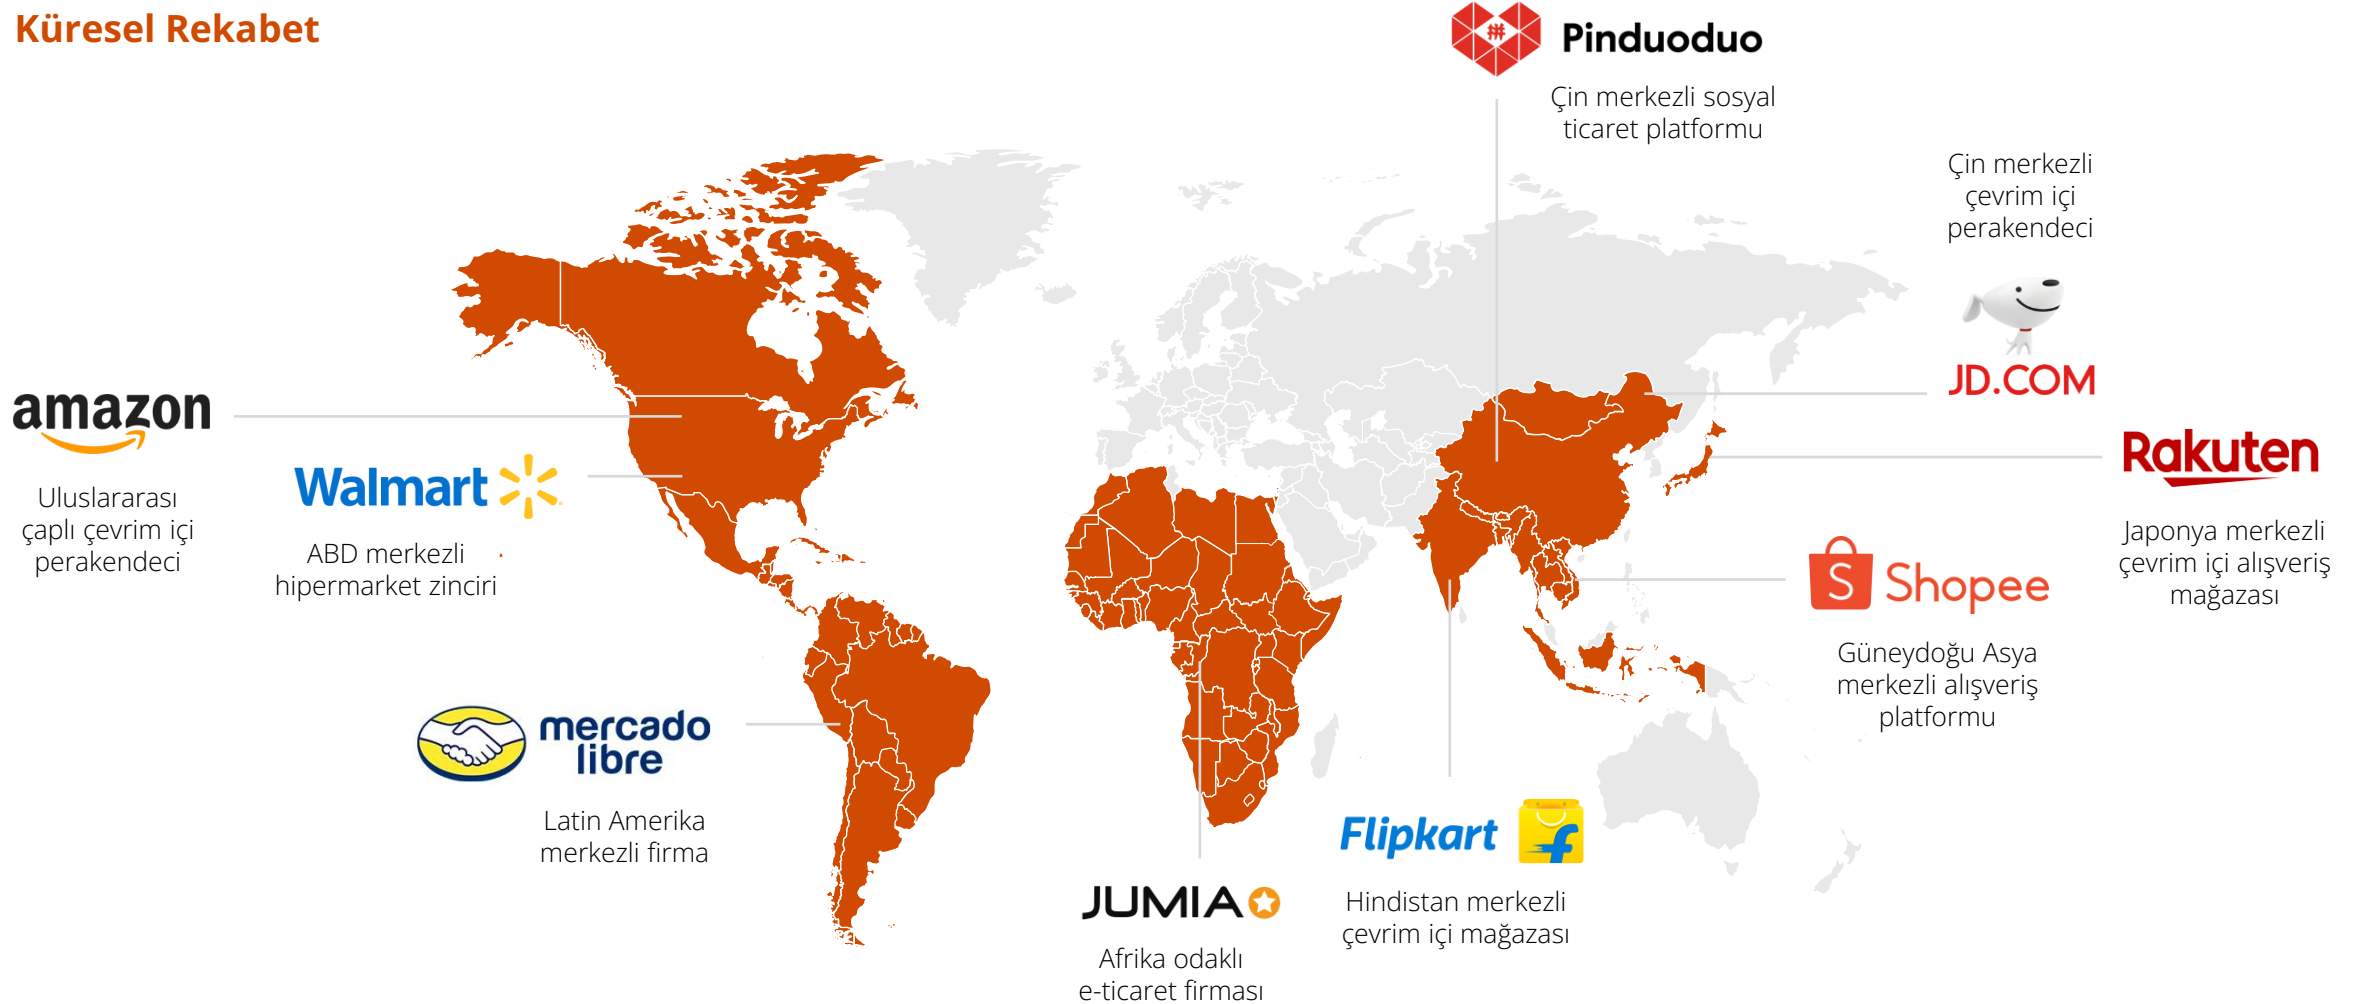 Küresel Rekabet
拼
Pinduoduo
Çin merkezli sosyal
ticaret platformu
Çin merkezli
çevrim içi
perakendeci
JD.COM
amazon
Uluslararası
çaplı çevrim içi
perakendeci
Walmart
ABD merkezli
hipermarket zinciri
Rakuten
Japonya merkezli
çevrim içi alışveriş
mağazası
S Shopee
Güneydoğu Asya
merkezli alışveriş
platformu
mercado
libre
Latin Amerika
merkezli firma
Flipkart f
Hindistan merkezli
çevrim içi mağazası
JUMIA
Afrika odaklı
e-ticaret firması